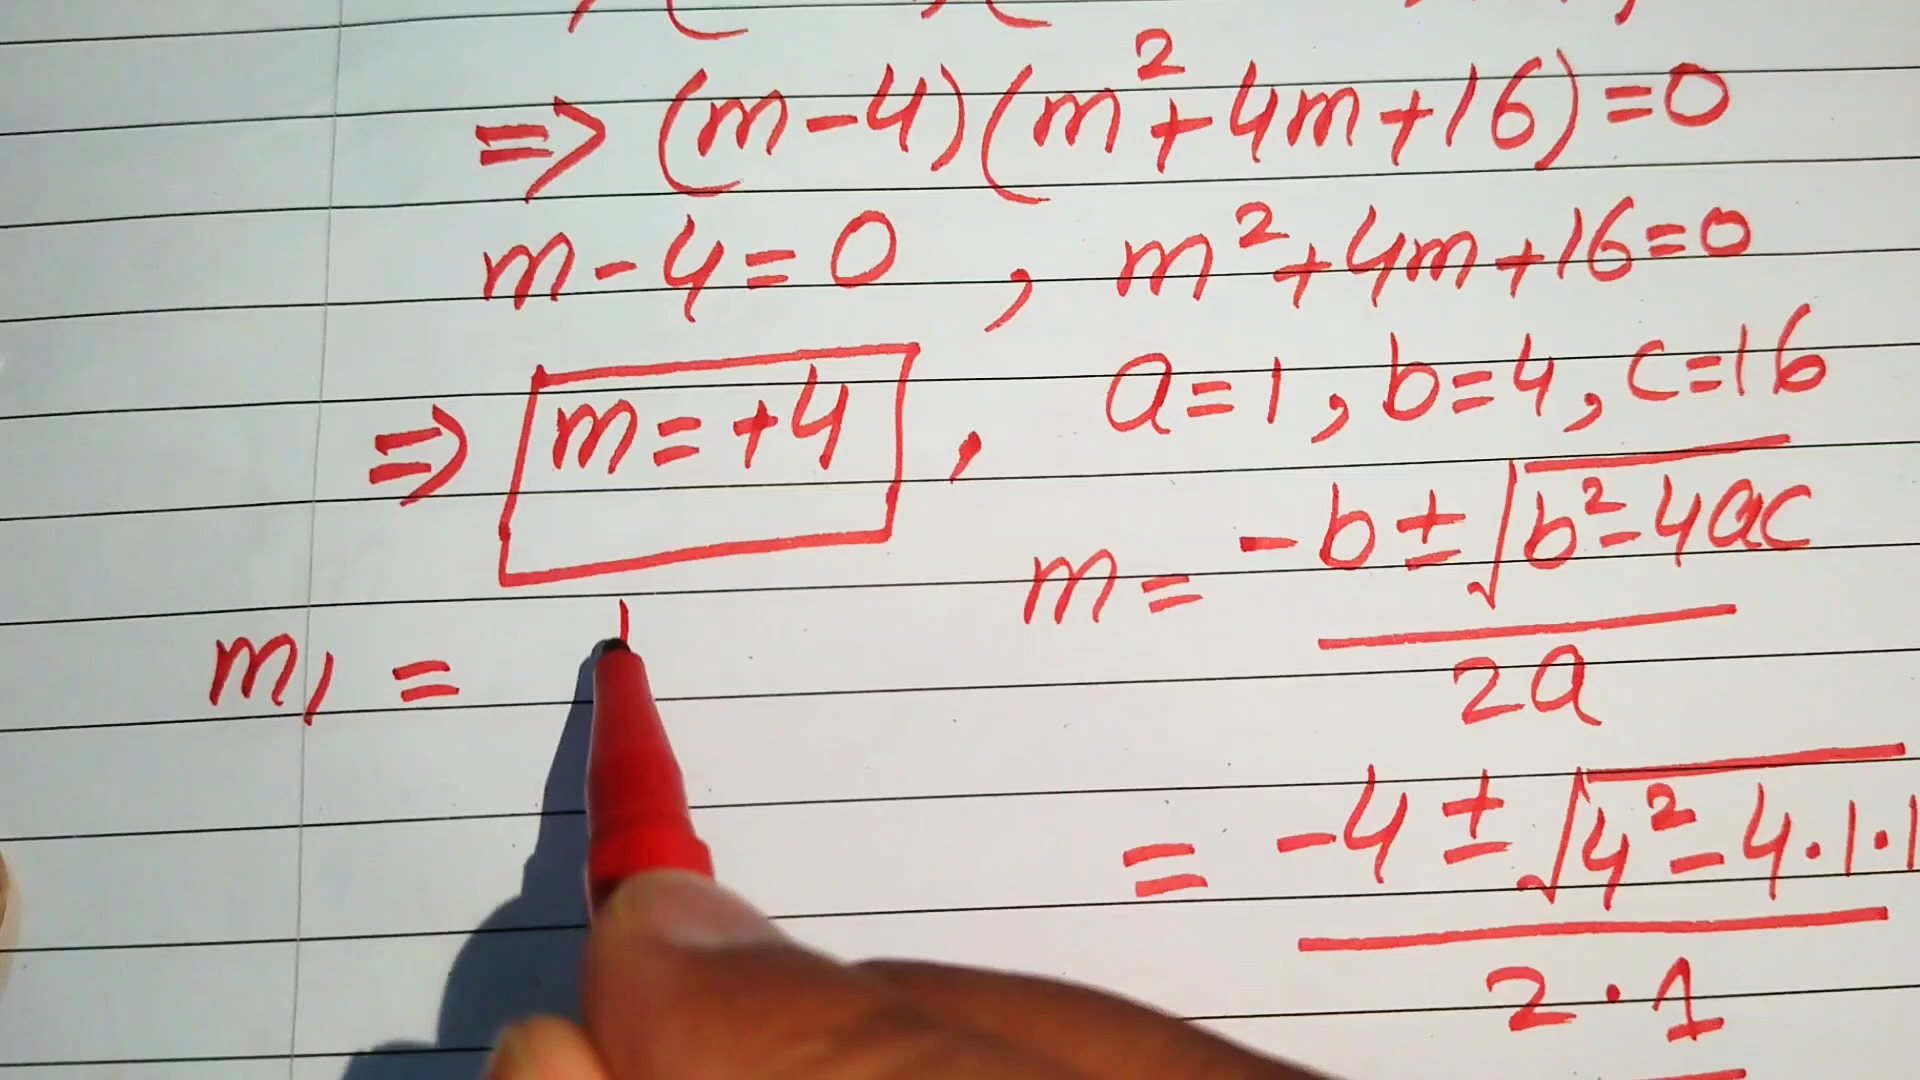 => (m-4)(m²+4m+16)=0
m-4=0 , m²+4m+16=0
=> m=+4 , a=1, b=4, c=16
m = -b±√b²-4ac / 2a
m₁ =
= -4±√4²-4·1·1 / 2·1